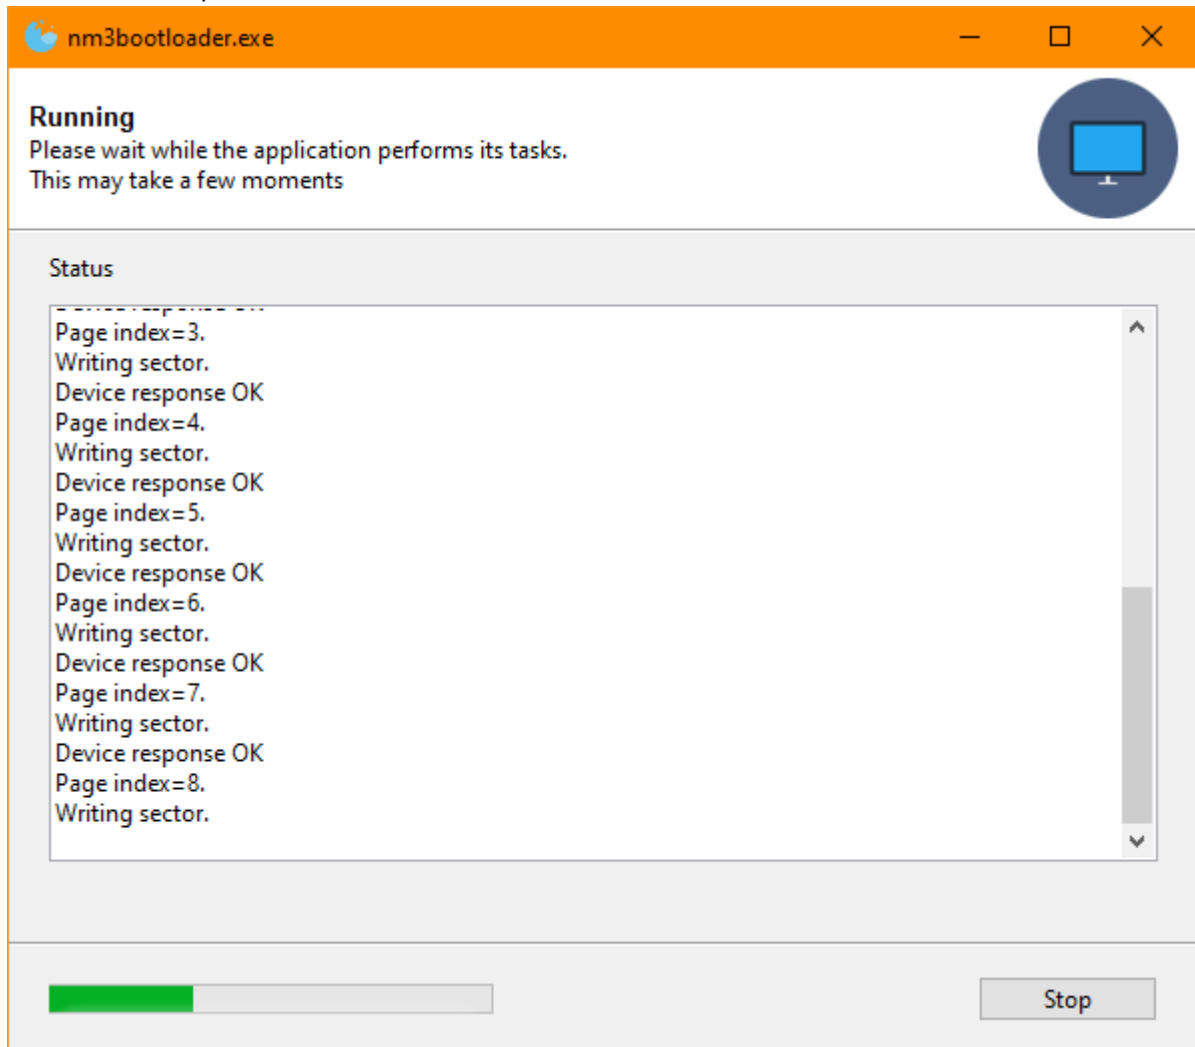 nm3bootloader.exe
Running
Please wait while the application performs its tasks.
This may take a few moments
Status
Page index=3.
Writing sector.
Device response OK
Page index=4.
Writing sector.
Device response OK
Page index=5.
Writing sector.
Device response OK
Page index=6.
Writing sector.
Device response OK
Page index=7.
Writing sector.
Device response OK
Page index=8.
Writing sector.
Stop